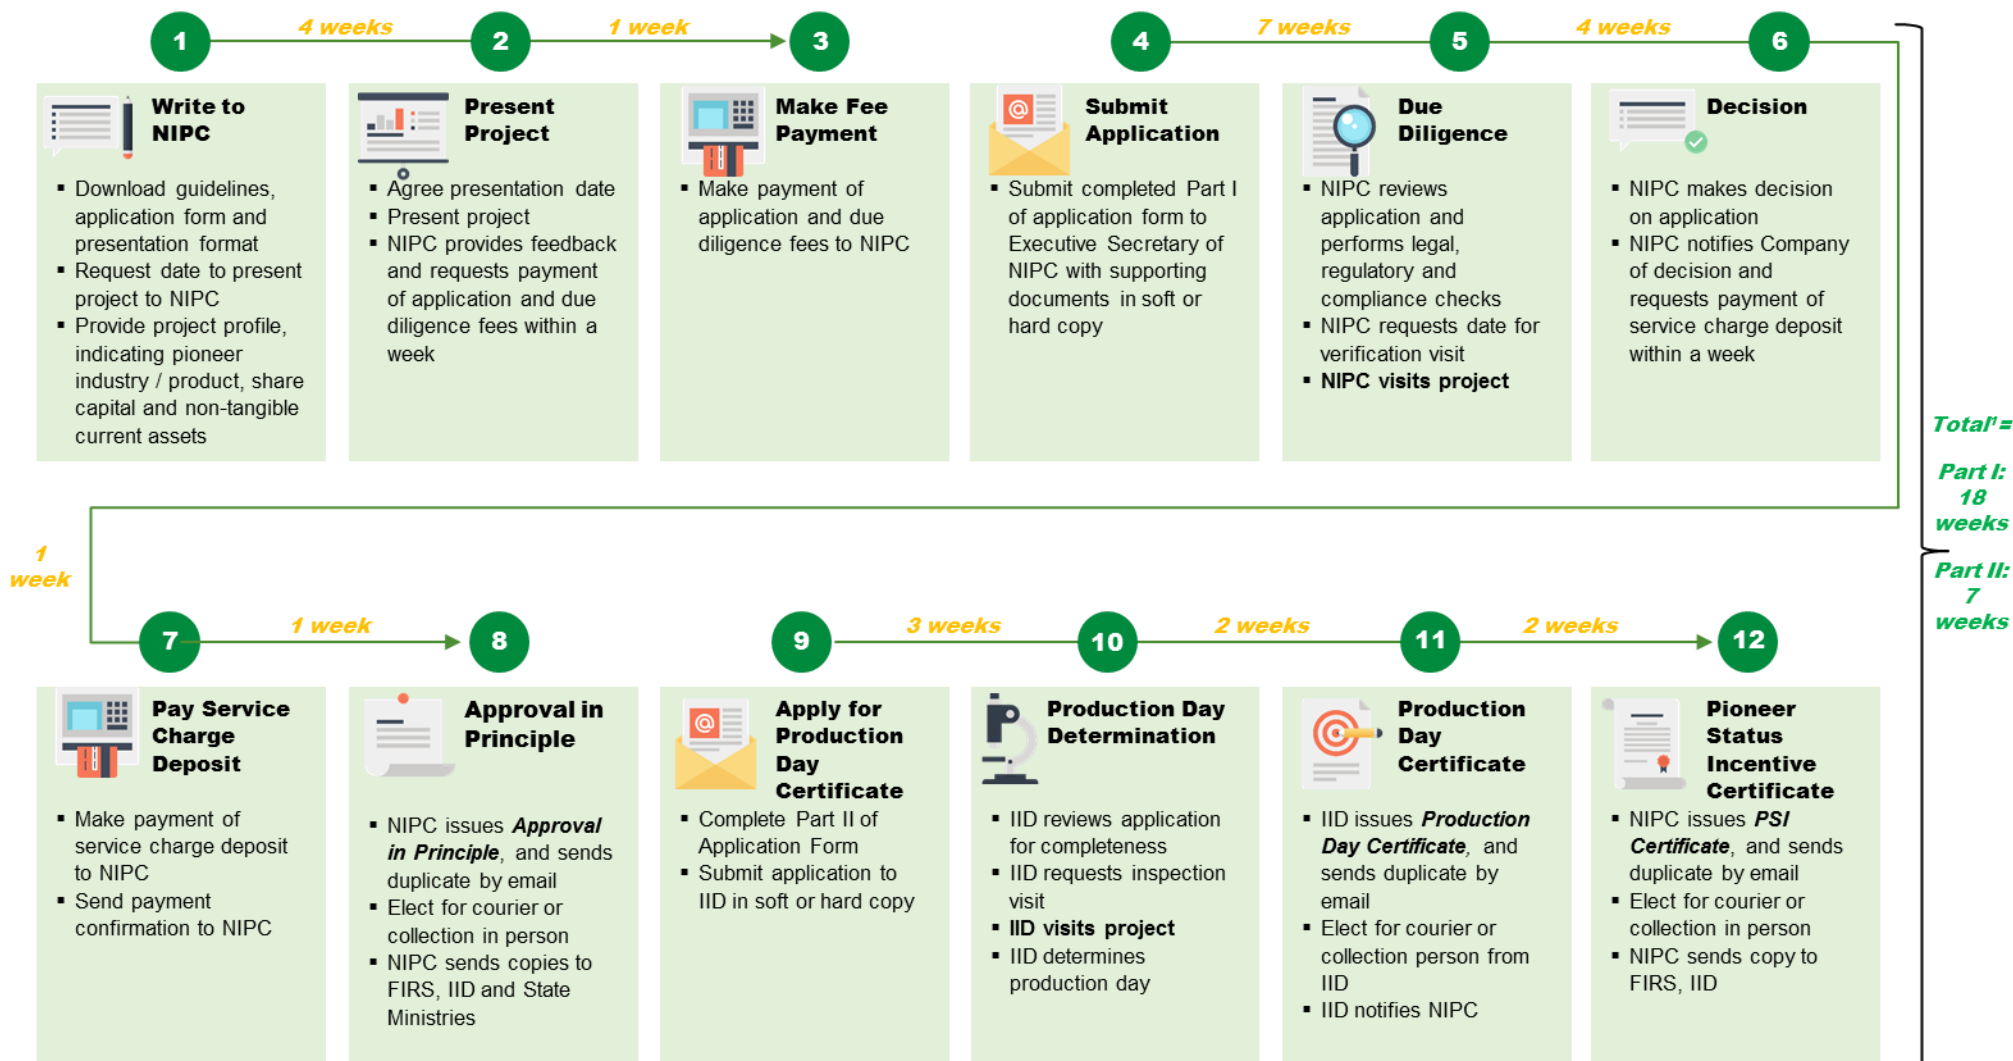 1
4 weeks
2
1 week
3
4
7 weeks
5
4 weeks
6
Write to
NIPC
▪ Download guidelines,
application form and
presentation format
▪ Request date to present
project to NIPC
▪ Provide project profile,
indicating pioneer
industry / product, share
capital and non-tangible
current assets
Present
Project
▪ Agree presentation date
▪ Present project
▪ NIPC provides feedback
and requests payment
of application and due
diligence fees within a
week
Make Fee
Payment
▪ Make payment of
application and due
diligence fees to NIPC
Submit
Application
▪ Submit completed Part I
of application form to
Executive Secretary of
NIPC with supporting
documents in soft or
hard copy
Due
Diligence
▪ NIPC reviews
application and
performs legal,
regulatory and
compliance checks
▪ NIPC requests date for
verification visit
▪ NIPC visits project
Decision
▪ NIPC makes decision
on application
▪ NIPC notifies Company
of decision and
requests payment of
service charge deposit
within a week
Total¹ =
Part I:
18
weeks
Part II:
7
weeks
1
week
7
1 week
8
9
3 weeks
10
2 weeks
11
2 weeks
12
Pay Service
Charge
Deposit
▪ Make payment of
service charge deposit
to NIPC
▪ Send payment
confirmation to NIPC
Approval in
Principle
▪ NIPC issues Approval
in Principle, and sends
duplicate by email
▪ Elect for courier or
collection in person
▪ NIPC sends copies to
FIRS, IID and State
Ministries
Apply for
Production
Day
Certificate
▪ Complete Part II of
Application Form
▪ Submit application to
IID in soft or hard copy
Production Day
Determination
▪ IID reviews application
for completeness
▪ IID requests inspection
visit
▪ IID visits project
▪ IID determines
production day
Production
Day
Certificate
▪ IID issues Production
Day Certificate, and
sends duplicate by
email
▪ Elect for courier or
collection person from
IID
▪ IID notifies NIPC
Pioneer
Status
Incentive
Certificate
▪ NIPC issues PSI
Certificate, and sends
duplicate by email
▪ Elect for courier or
collection in person
▪ NIPC sends copy to
FIRS, IID